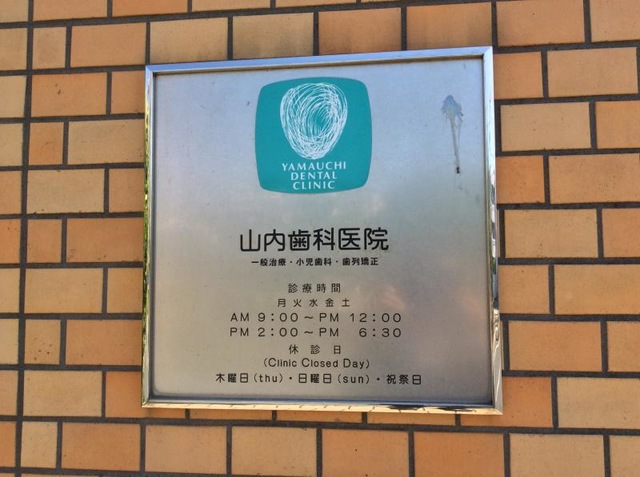 YAMAUCHI
DENTAL
CLINIC
山内歯科医院
一般治療・小児歯科・歯列矯正
診療時間
月火水金土
AM 9:00～PM 12:00
PM 2:00～PM 6:30
休診日
(Clinic Closed Day)
木曜日(thu)・日曜日(sun)・祝祭日